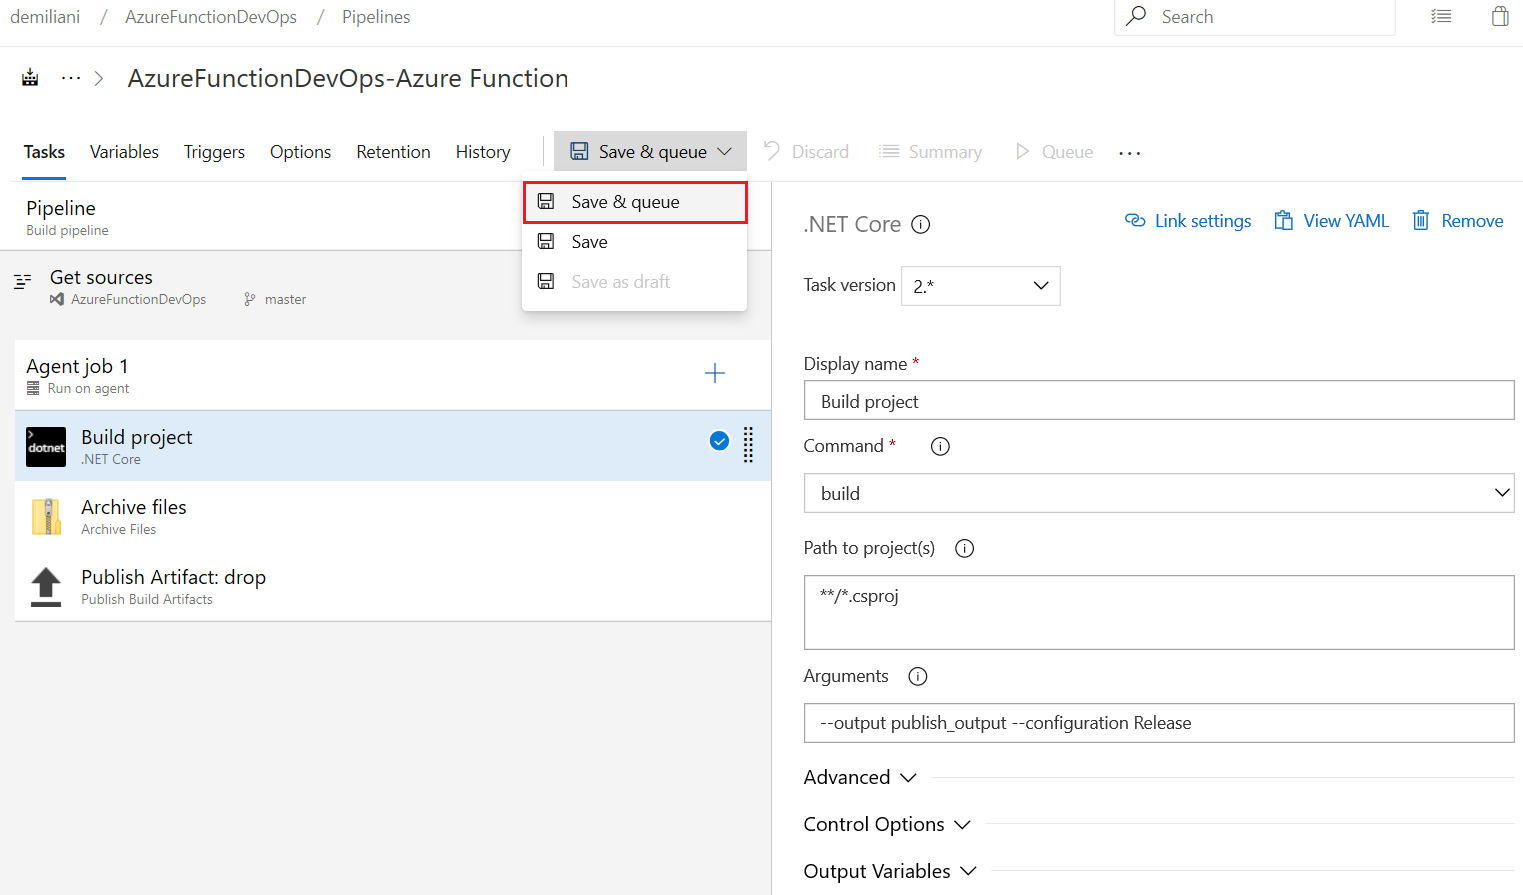 demiliani / AzureFunctionDevOps / Pipelines
Search
AzureFunctionDevOps-Azure Function
Tasks Variables Triggers Options Retention History Save & queue Discard Summary Queue
Save & queue
Save
Save as draft
Pipeline
Build pipeline
Get sources
AzureFunctionDevOps master
Agent job 1
Run on agent
dotnet
Build project
.NET Core
Archive files
Archive Files
Publish Artifact: drop
Publish Build Artifacts
.NET Core Link settings View YAML Remove
Task version 2.*
Display name *
Build project
Command *
build
Path to project(s)
**/*.csproj
Arguments
--output publish_output --configuration Release
Advanced
Control Options
Output Variables